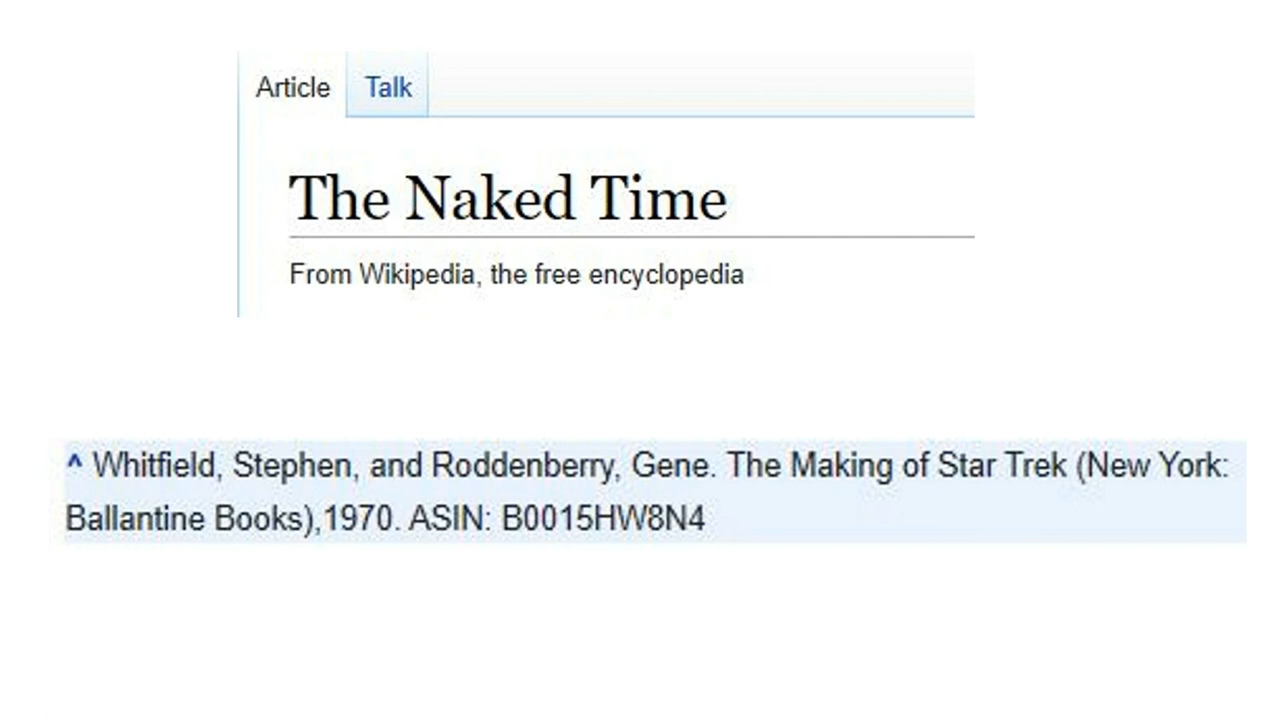 Article Talk
The Naked Time
From Wikipedia, the free encyclopedia
^ Whitfield, Stephen, and Roddenberry, Gene. The Making of Star Trek (New York:
Ballantine Books),1970. ASIN: B0015HW8N4